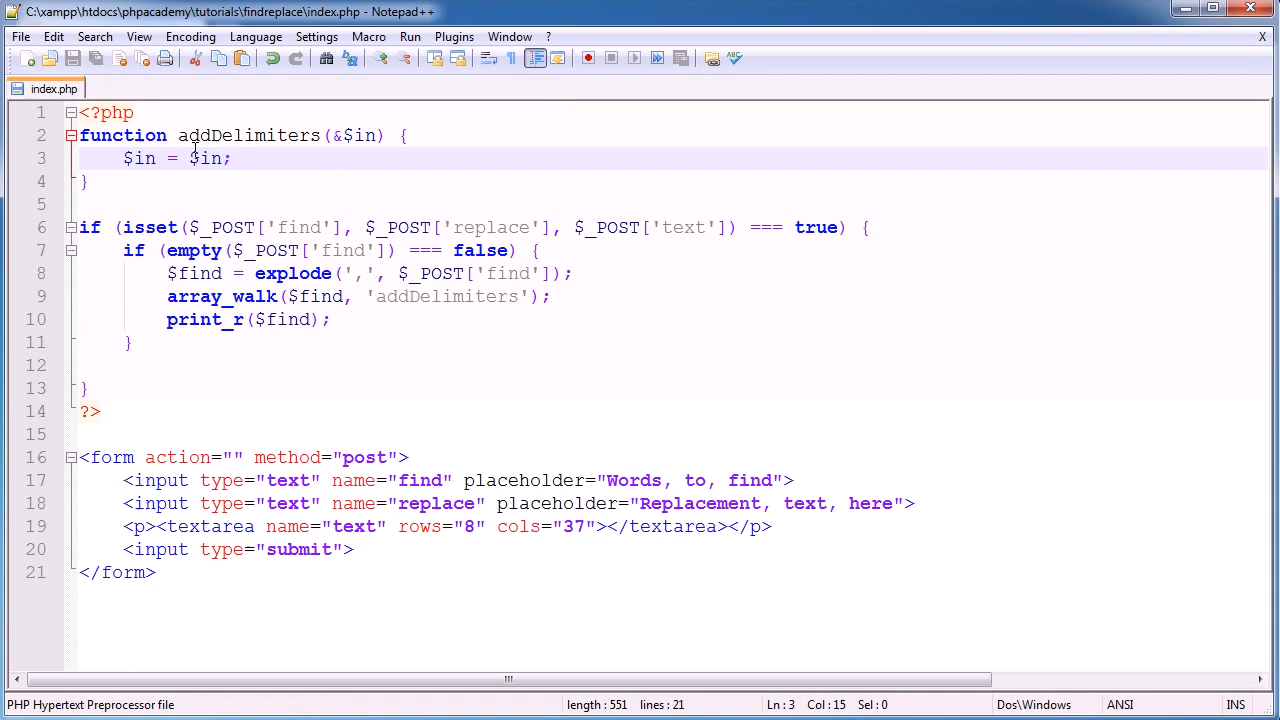 C:\xampp\htdocs\phpacademy\tutorials\findreplace\index.php - Notepad++
File Edit Search View Encoding Language Settings Macro Run Plugins Window ? X
index.php
1 <?php
2 function addDelimiters(&$in) {
3 $in = $in;
4 }
5
6 if (isset($_POST['find'], $_POST['replace'], $_POST['text']) === true) {
7 if (empty($_POST['find']) === false) {
8 $find = explode(',', $_POST['find']);
9 array_walk($find, 'addDelimiters');
10 print_r($find);
11 }
12
13 }
14 ?>
15
16 <form action="" method="post">
17 <input type="text" name="find" placeholder="Words, to, find">
18 <input type="text" name="replace" placeholder="Replacement, text, here">
19 <p><textarea name="text" rows="8" cols="37"></textarea></p>
20 <input type="submit">
21 </form>
PHP Hypertext Preprocessor file length : 551 lines : 21 Ln : 3 Col : 15 Sel : 0 Dos\Windows ANSI INS